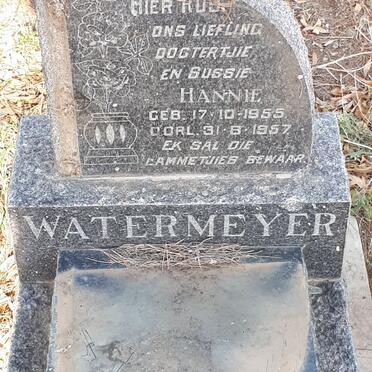 HIER RUS
ONS LIEFLING
DOGTERTJIE
EN BUSSIE
HANNIE
GEB. 17-10-1955
OORL. 31-8-1957
EK SAL DIE
LAMMETJIES BEWAAR
WATERMEYER